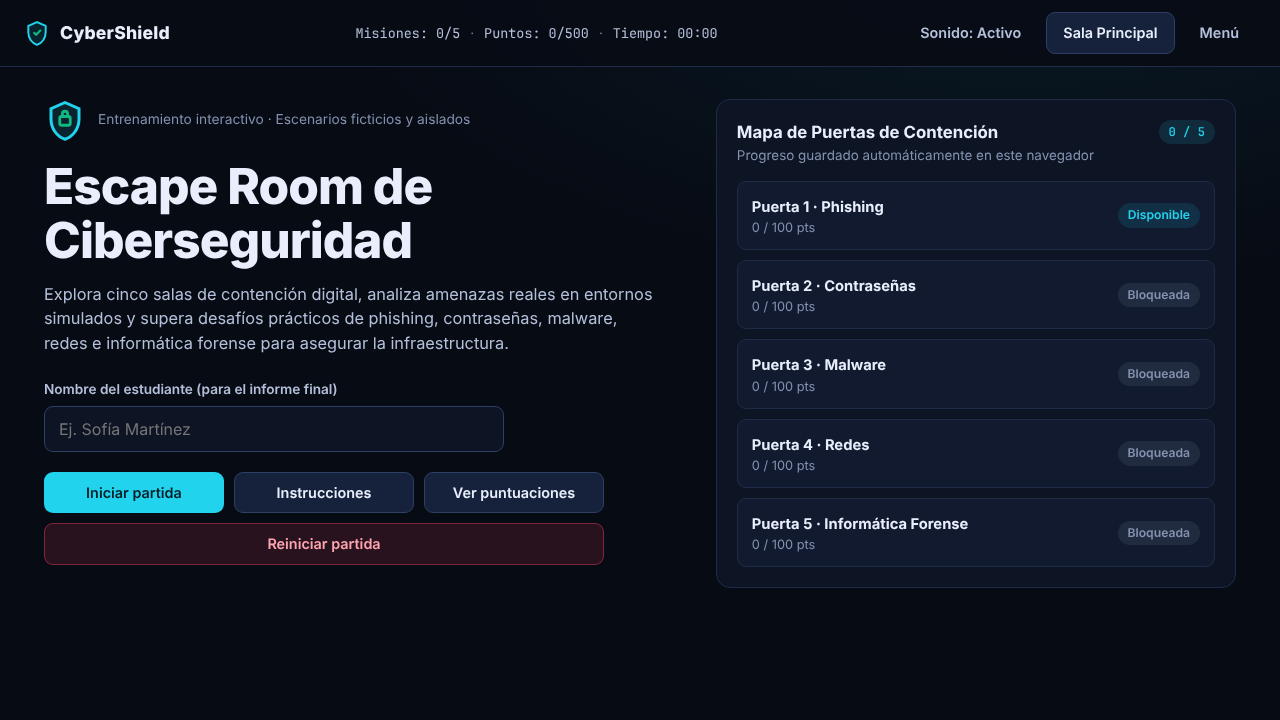 CyberShield
Misiones: 0/5 · Puntos: 0/500 · Tiempo: 00:00
Sonido: Activo
Sala Principal
Menú
Entrenamiento interactivo · Escenarios ficticios y aislados
Escape Room de
Ciberseguridad
Explora cinco salas de contención digital, analiza amenazas reales en entornos
simulados y supera desafíos prácticos de phishing, contraseñas, malware,
redes e informática forense para asegurar la infraestructura.
Nombre del estudiante (para el informe final)
Ej. Sofía Martínez
Iniciar partida
Instrucciones
Ver puntuaciones
Reiniciar partida
Mapa de Puertas de Contención
0 / 5
Progreso guardado automáticamente en este navegador
Puerta 1 · Phishing
0 / 100 pts
Disponible
Puerta 2 · Contraseñas
0 / 100 pts
Bloqueada
Puerta 3 · Malware
0 / 100 pts
Bloqueada
Puerta 4 · Redes
0 / 100 pts
Bloqueada
Puerta 5 · Informática Forense
0 / 100 pts
Bloqueada